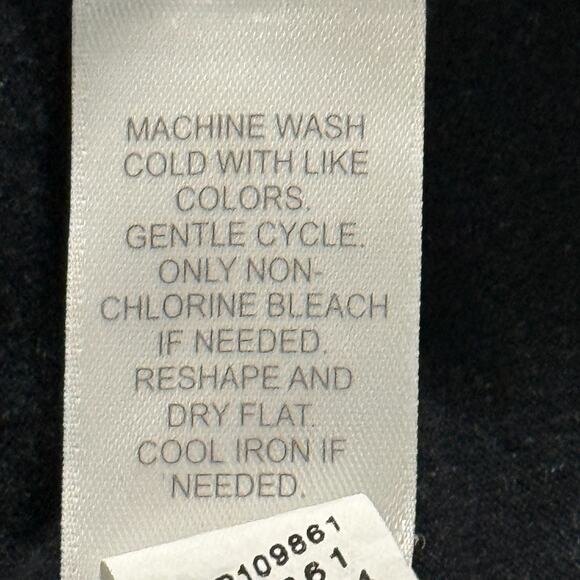 MACHINE WASH
COLD WITH LIKE
COLORS.
GENTLE CYCLE.
ONLY NON-
CHLORINE BLEACH
IF NEEDED.
RESHAPE AND
DRY FLAT.
COOL IRON IF
NEEDED.
109861